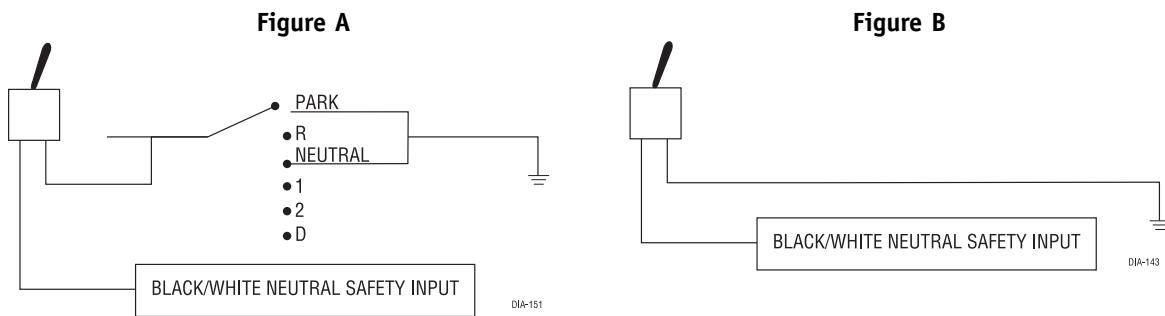 Figure A
PARK
R
NEUTRAL
1
2
D
BLACK/WHITE NEUTRAL SAFETY INPUT
DIA-151
Figure B
BLACK/WHITE NEUTRAL SAFETY INPUT
DIA-143